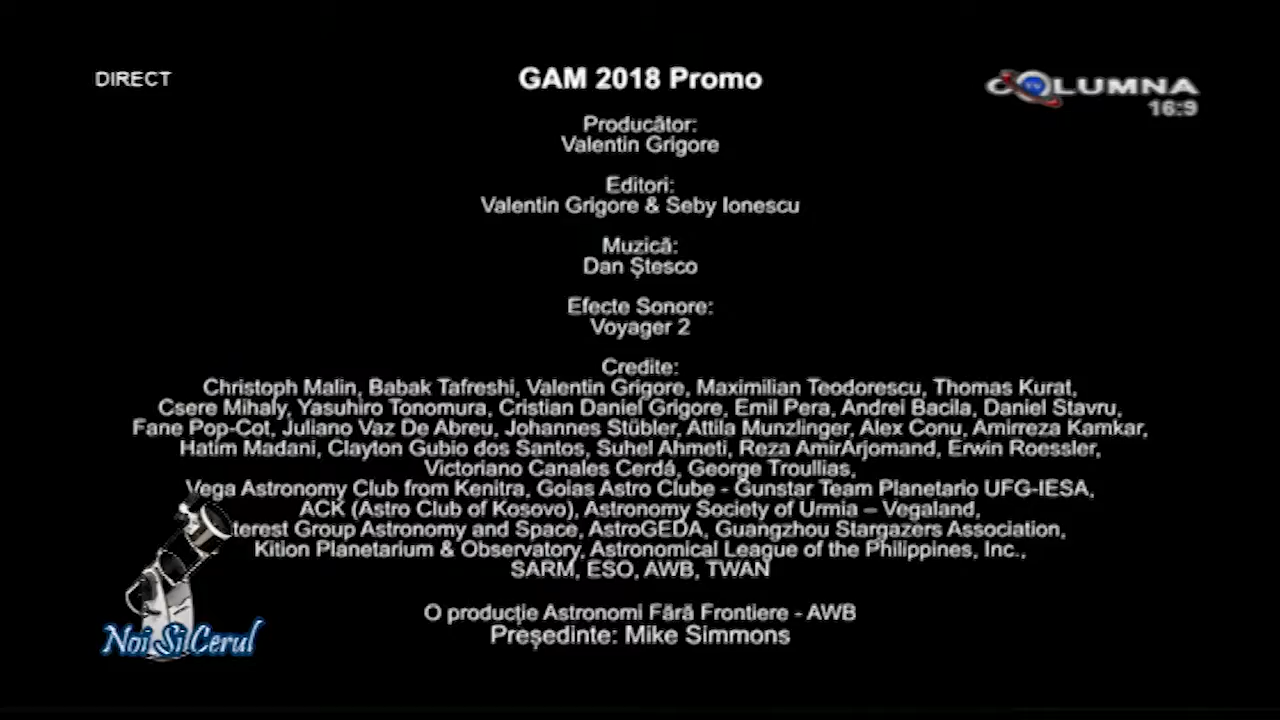 DIRECT
GAM 2018 Promo
COLUMNA
TV
16:9
Producător:
Valentin Grigore
Editori:
Valentin Grigore & Seby Ionescu
Muzică:
Dan Ștesco
Efecte Sonore:
Voyager 2
Credite:
Christoph Malin, Babak Tafreshi, Valentin Grigore, Maximilian Teodorescu, Thomas Kurat,
Csere Mihaly, Yasuhiro Tonomura, Cristian Daniel Grigore, Emil Pera, Andrei Bacila, Daniel Stavru,
Fane Pop-Cot, Juliano Vaz De Abreu, Johannes Stübler, Attila Munzlinger, Alex Conu, Amirreza Kamkar,
Hatim Madani, Clayton Gubio dos Santos, Suhel Ahmeti, Reza AmirArjomand, Erwin Roessler,
Victoriano Canales Cerdá, George Troullias,
Vega Astronomy Club from Kenitra, Goias Astro Clube - Gunstar Team Planetario UFG-IESA,
ACK (Astro Club of Kosovo), Astronomy Society of Urmia – Vegaland,
terest Group Astronomy and Space, AstroGEDA, Guangzhou Stargazers Association,
Kition Planetarium & Observatory, Astronomical League of the Philippines, Inc.,
SARM, ESO, AWB, TWAN
O producție Astronomi Fără Frontiere - AWB
Președinte: Mike Simmons
Noi Si Cerul